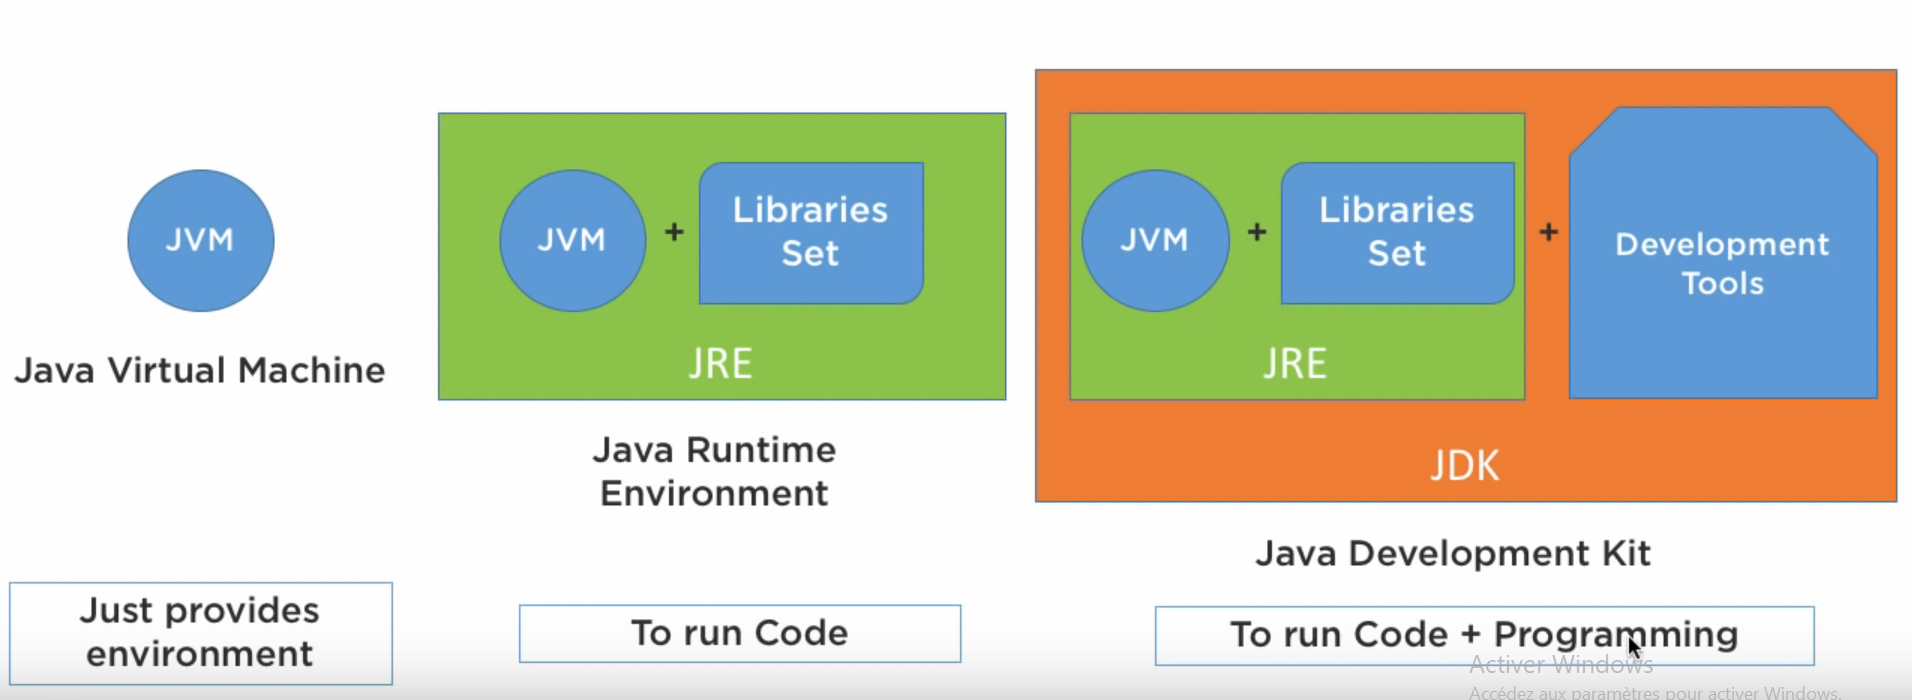 JVM
Java Virtual Machine
Just provides
environment
JVM
+
Libraries
Set
JRE
Java Runtime
Environment
To run Code
JVM
+
Libraries
Set
JRE
+
Development
Tools
JDK
Java Development Kit
To run Code + Programming
Activer Windows
Accédez aux paramètres pour activer Windows.